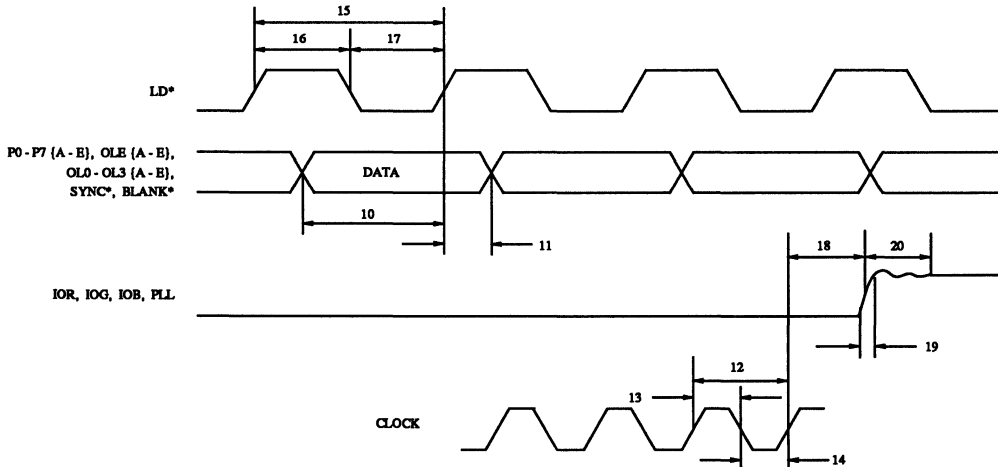 15
16
17
LD*
P0 - P7 {A - E}, OLE {A - E},
OL0 - OL3 {A - E},
SYNC*, BLANK*
DATA
10
11
18
20
IOR, IOG, IOB, PLL
19
12
13
CLOCK
14